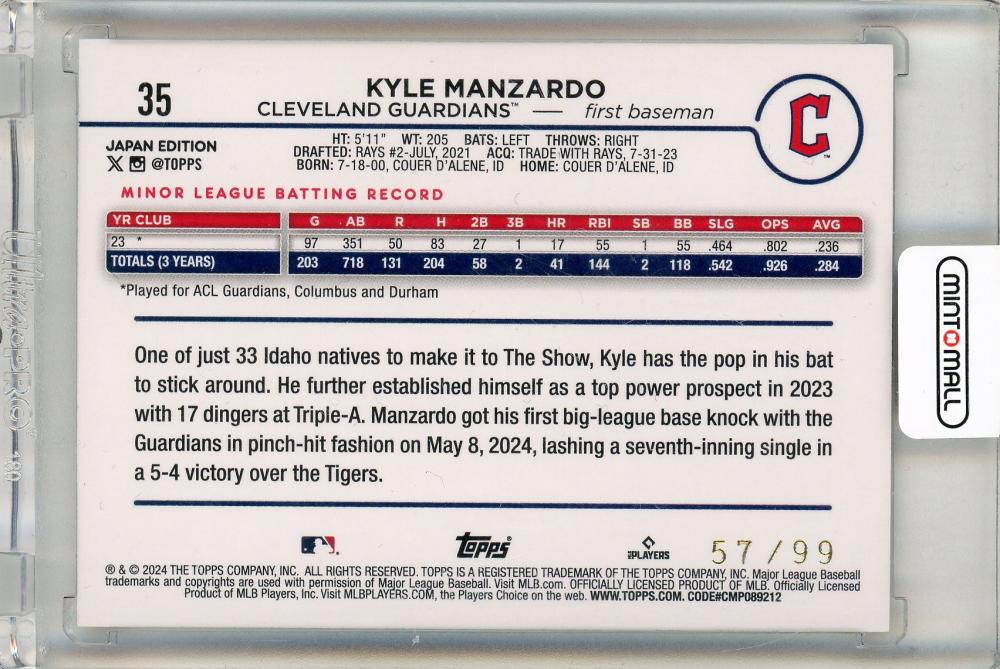 35
KYLE MANZARDO
CLEVELAND GUARDIANS™ — first baseman
C
JAPAN EDITION
X @TOPPS
HT: 5'11" WT: 205 BATS: LEFT THROWS: RIGHT
DRAFTED: RAYS #2-JULY, 2021 ACQ: TRADE WITH RAYS, 7-31-23
BORN: 7-18-00, COUER D'ALENE, ID HOME: COUER D'ALENE, ID
MINOR LEAGUE BATTING RECORD
YR CLUB G AB R H 2B 3B HR RBI SB BB SLG OPS AVG
23 * 97 351 50 83 27 1 17 55 1 55 .464 .802 .236
TOTALS (3 YEARS) 203 718 131 204 58 2 41 144 2 118 .542 .926 .284
*Played for ACL Guardians, Columbus and Durham
One of just 33 Idaho natives to make it to The Show, Kyle has the pop in his bat
to stick around. He further established himself as a top power prospect in 2023
with 17 dingers at Triple-A. Manzardo got his first big-league base knock with the
Guardians in pinch-hit fashion on May 8, 2024, lashing a seventh-inning single in
a 5-4 victory over the Tigers.
Topps®
MLB PLAYERS
57/99
® & © 2024 THE TOPPS COMPANY, INC. ALL RIGHTS RESERVED. TOPPS IS A REGISTERED TRADEMARK OF THE TOPPS COMPANY, INC. Major League Baseball
trademarks and copyrights are used with permission of Major League Baseball. Visit MLB.com. OFFICIALLY LICENSED PRODUCT OF MLB. Officially Licensed
Product of MLB Players, Inc. Visit MLBPLAYERS.COM, the Players Choice on the web. WWW.TOPPS.COM. CODE#CMP089212
MINTOMALL
UltraPRO®
180